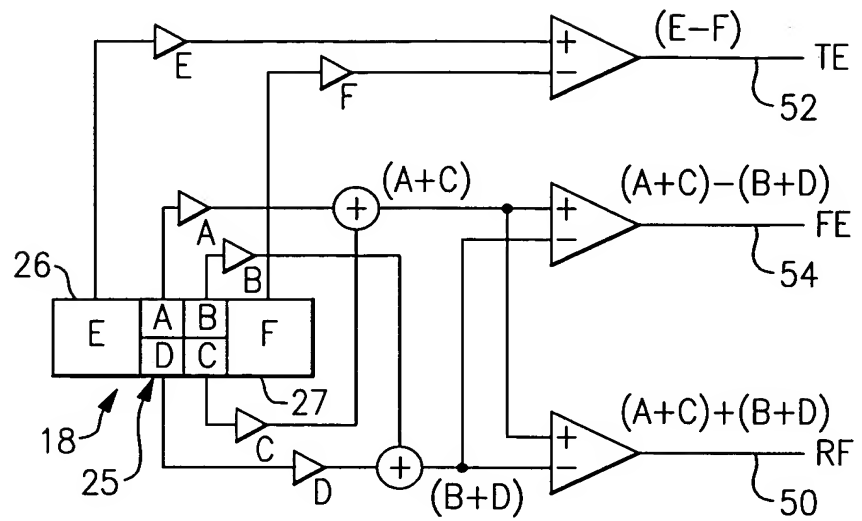 (E−F)
E
+
−
TE
52
F
(A+C)
(A+C)−(B+D)
A
+
+
−
FE
54
B
26
E
A
B
D
C
F
27
18
25
C
D
+
(B+D)
(A+C)+(B+D)
+
−
RF
50